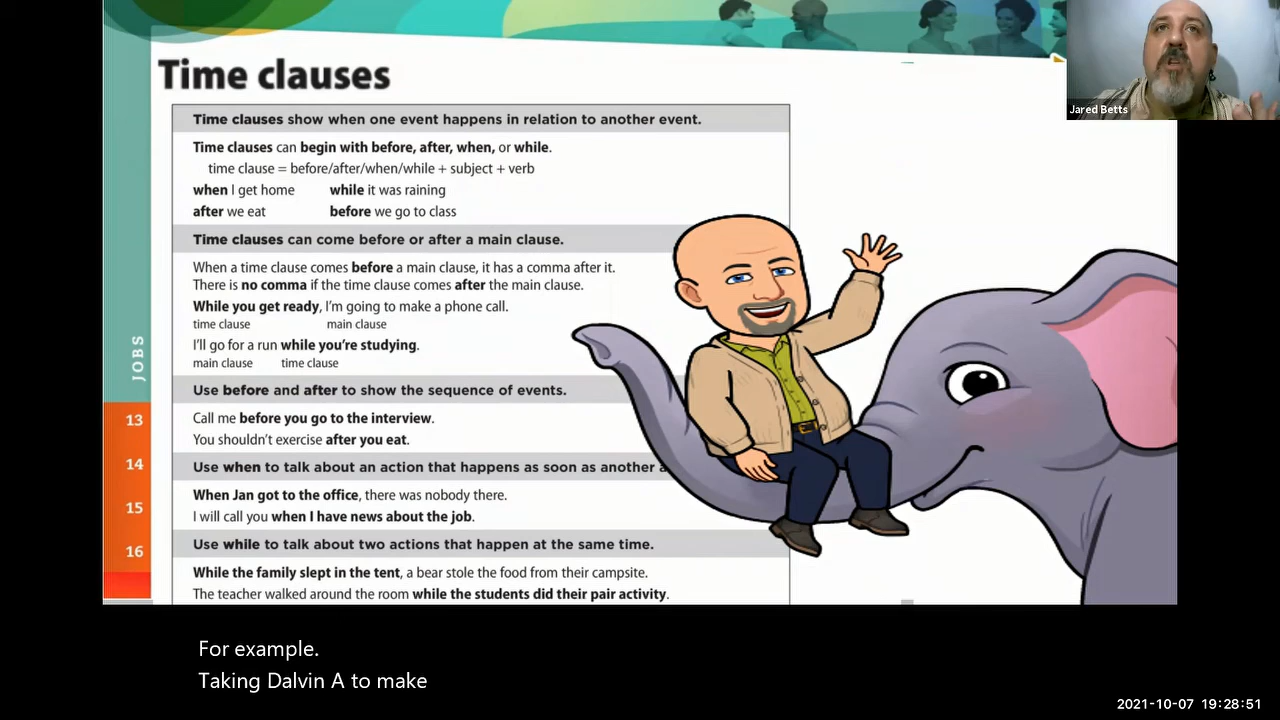 Time clauses
Time clauses show when one event happens in relation to another event.
Time clauses can begin with before, after, when, or while.
time clause = before/after/when/while + subject + verb
when I get home while it was raining
after we eat before we go to class
Time clauses can come before or after a main clause.
When a time clause comes before a main clause, it has a comma after it.
There is no comma if the time clause comes after the main clause.
While you get ready, I'm going to make a phone call.
time clause main clause
I'll go for a run while you're studying.
main clause time clause
Use before and after to show the sequence of events.
Call me before you go to the interview.
You shouldn't exercise after you eat.
Use when to talk about an action that happens as soon as another
When Jan got to the office, there was nobody there.
I will call you when I have news about the job.
Use while to talk about two actions that happen at the same time.
While the family slept in the tent, a bear stole the food from their campsite.
The teacher walked around the room while the students did their pair activity.
JOBS
13
14
15
16
Jared Betts
For example.
Taking Dalvin A to make
2021-10-07 19:28:51